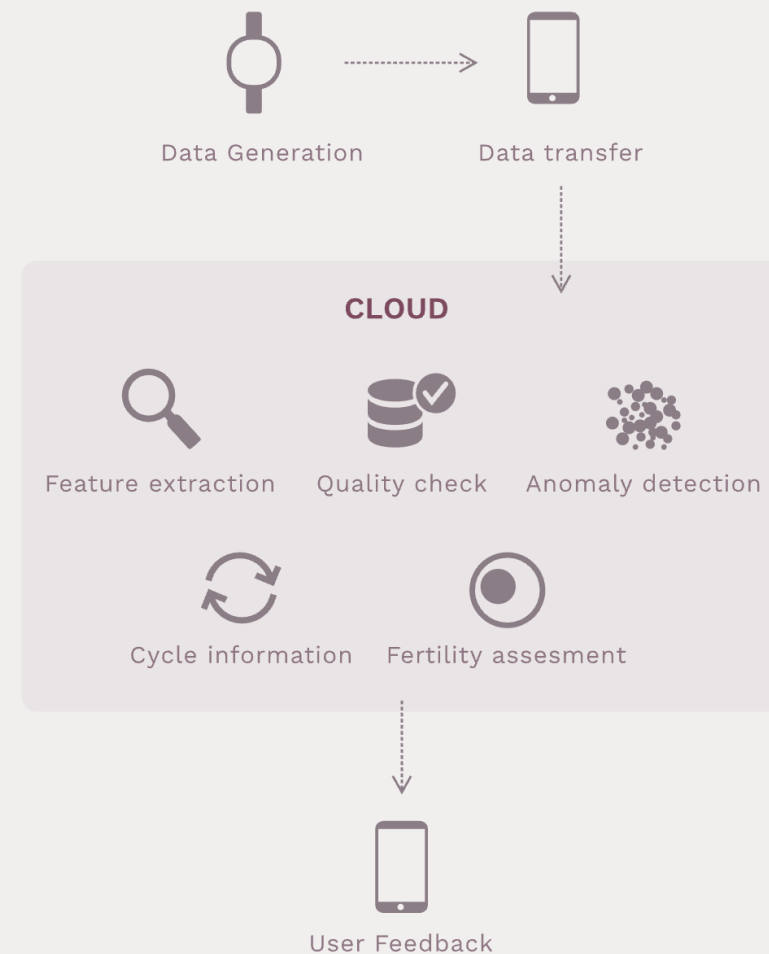 Data Generation
Data transfer
CLOUD
Feature extraction
Quality check
Anomaly detection
Cycle information
Fertility assesment
User Feedback